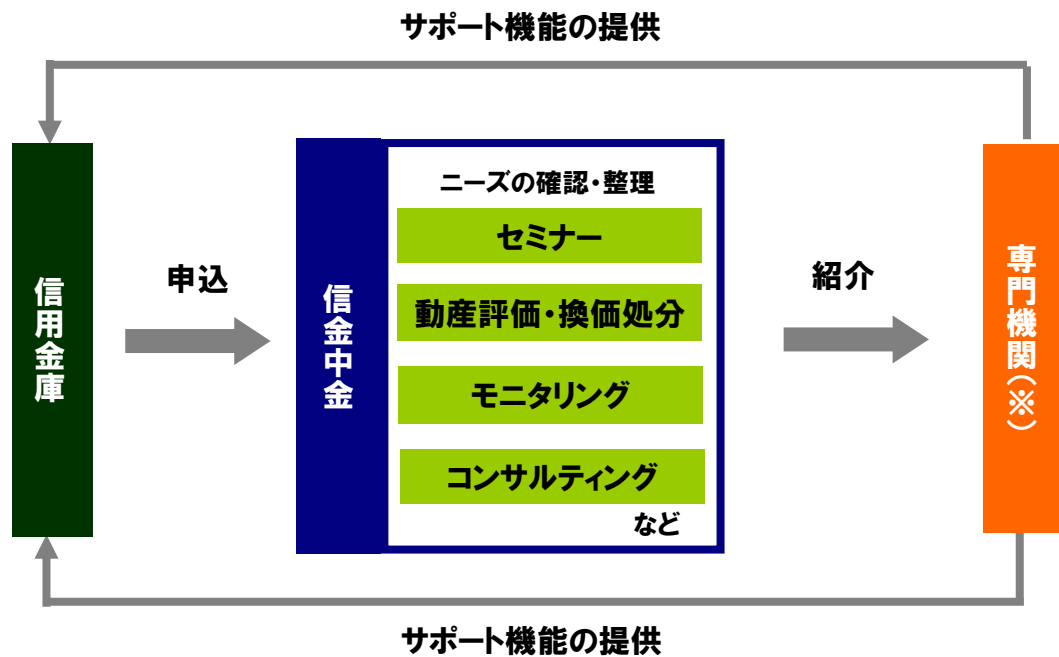 サポート機能の提供
信用金庫
申込
信金中金
ニーズの確認・整理
セミナー
動産評価・換価処分
モニタリング
コンサルティング
など
紹介
専門機関(※)
サポート機能の提供